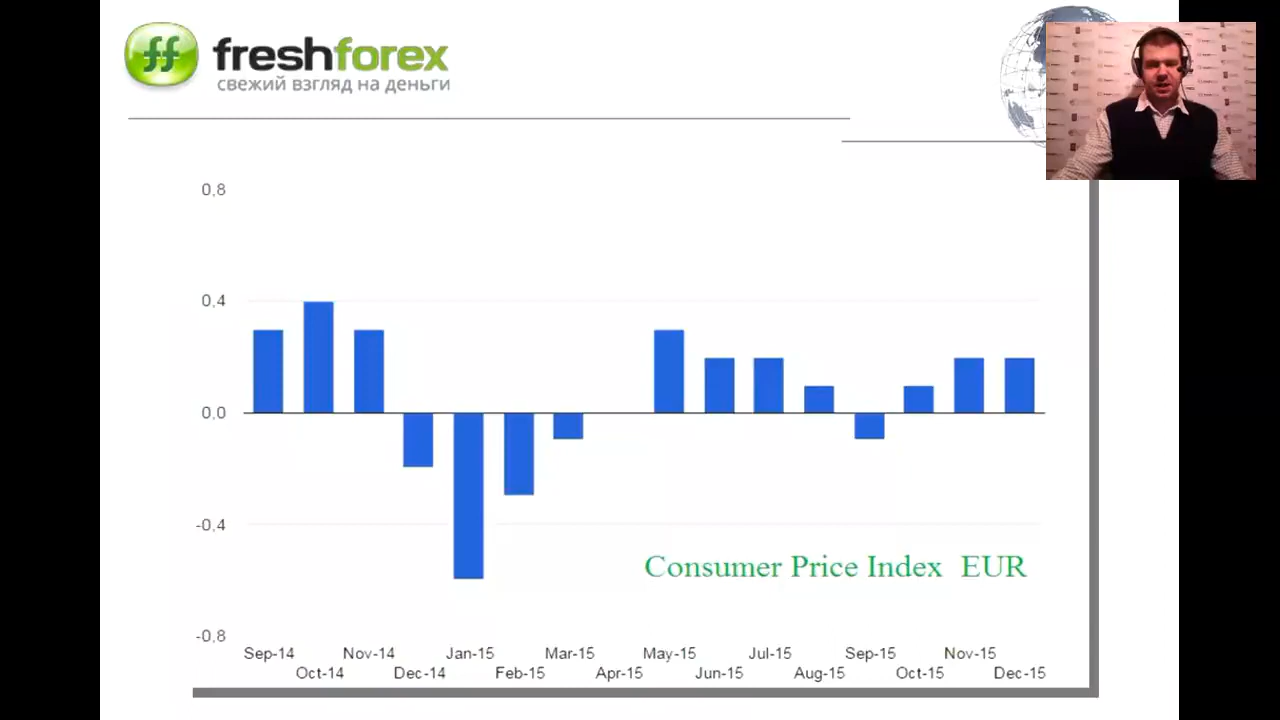 ff freshforex
свежий взгляд на деньги
0,8
0,4
0,0
-0,4
Consumer Price Index EUR
-0,8
Sep-14 Nov-14 Jan-15 Mar-15 May-15 Jul-15 Sep-15 Nov-15
Oct-14 Dec-14 Feb-15 Apr-15 Jun-15 Aug-15 Oct-15 Dec-15